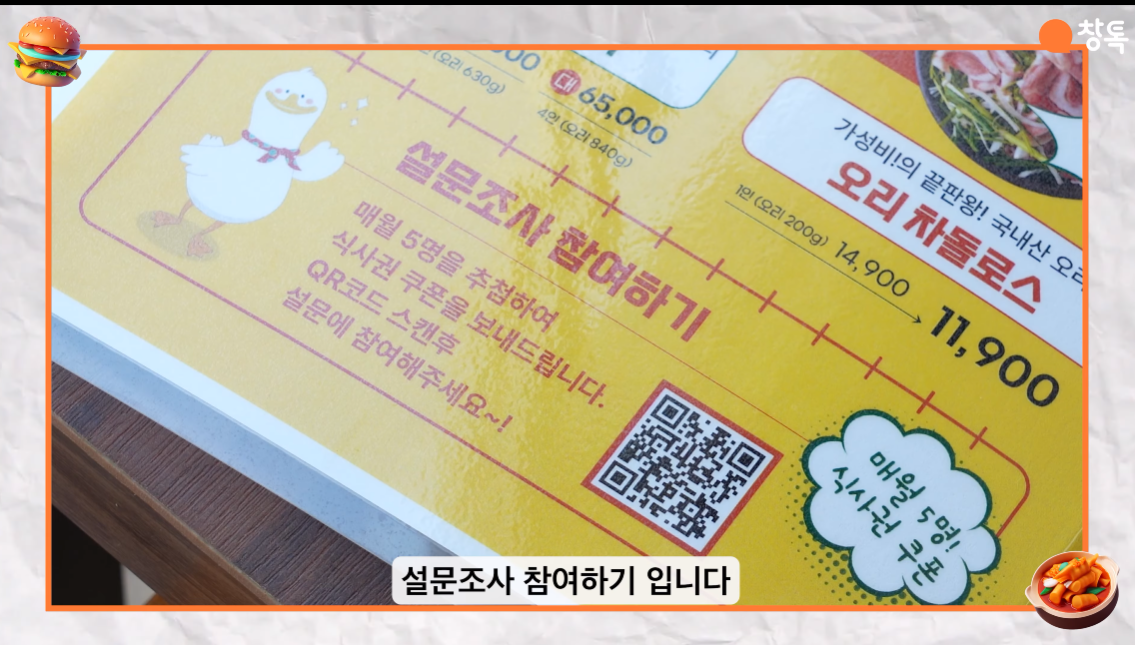 창톡
(오리 630g)
대 65,000
4인 (오리 840g)
가성비!의 끝판왕! 국내산 오리
오리 차돌로스
1인 (오리 200g) 14,900 → 11,900
설문조사 참여하기
매월 5명을 추첨하여
식사권 쿠폰을 보내드립니다.
QR코드 스캔후
설문에 참여해주세요~!
매월 5명!
식사권 쿠폰
설문조사 참여하기 입니다